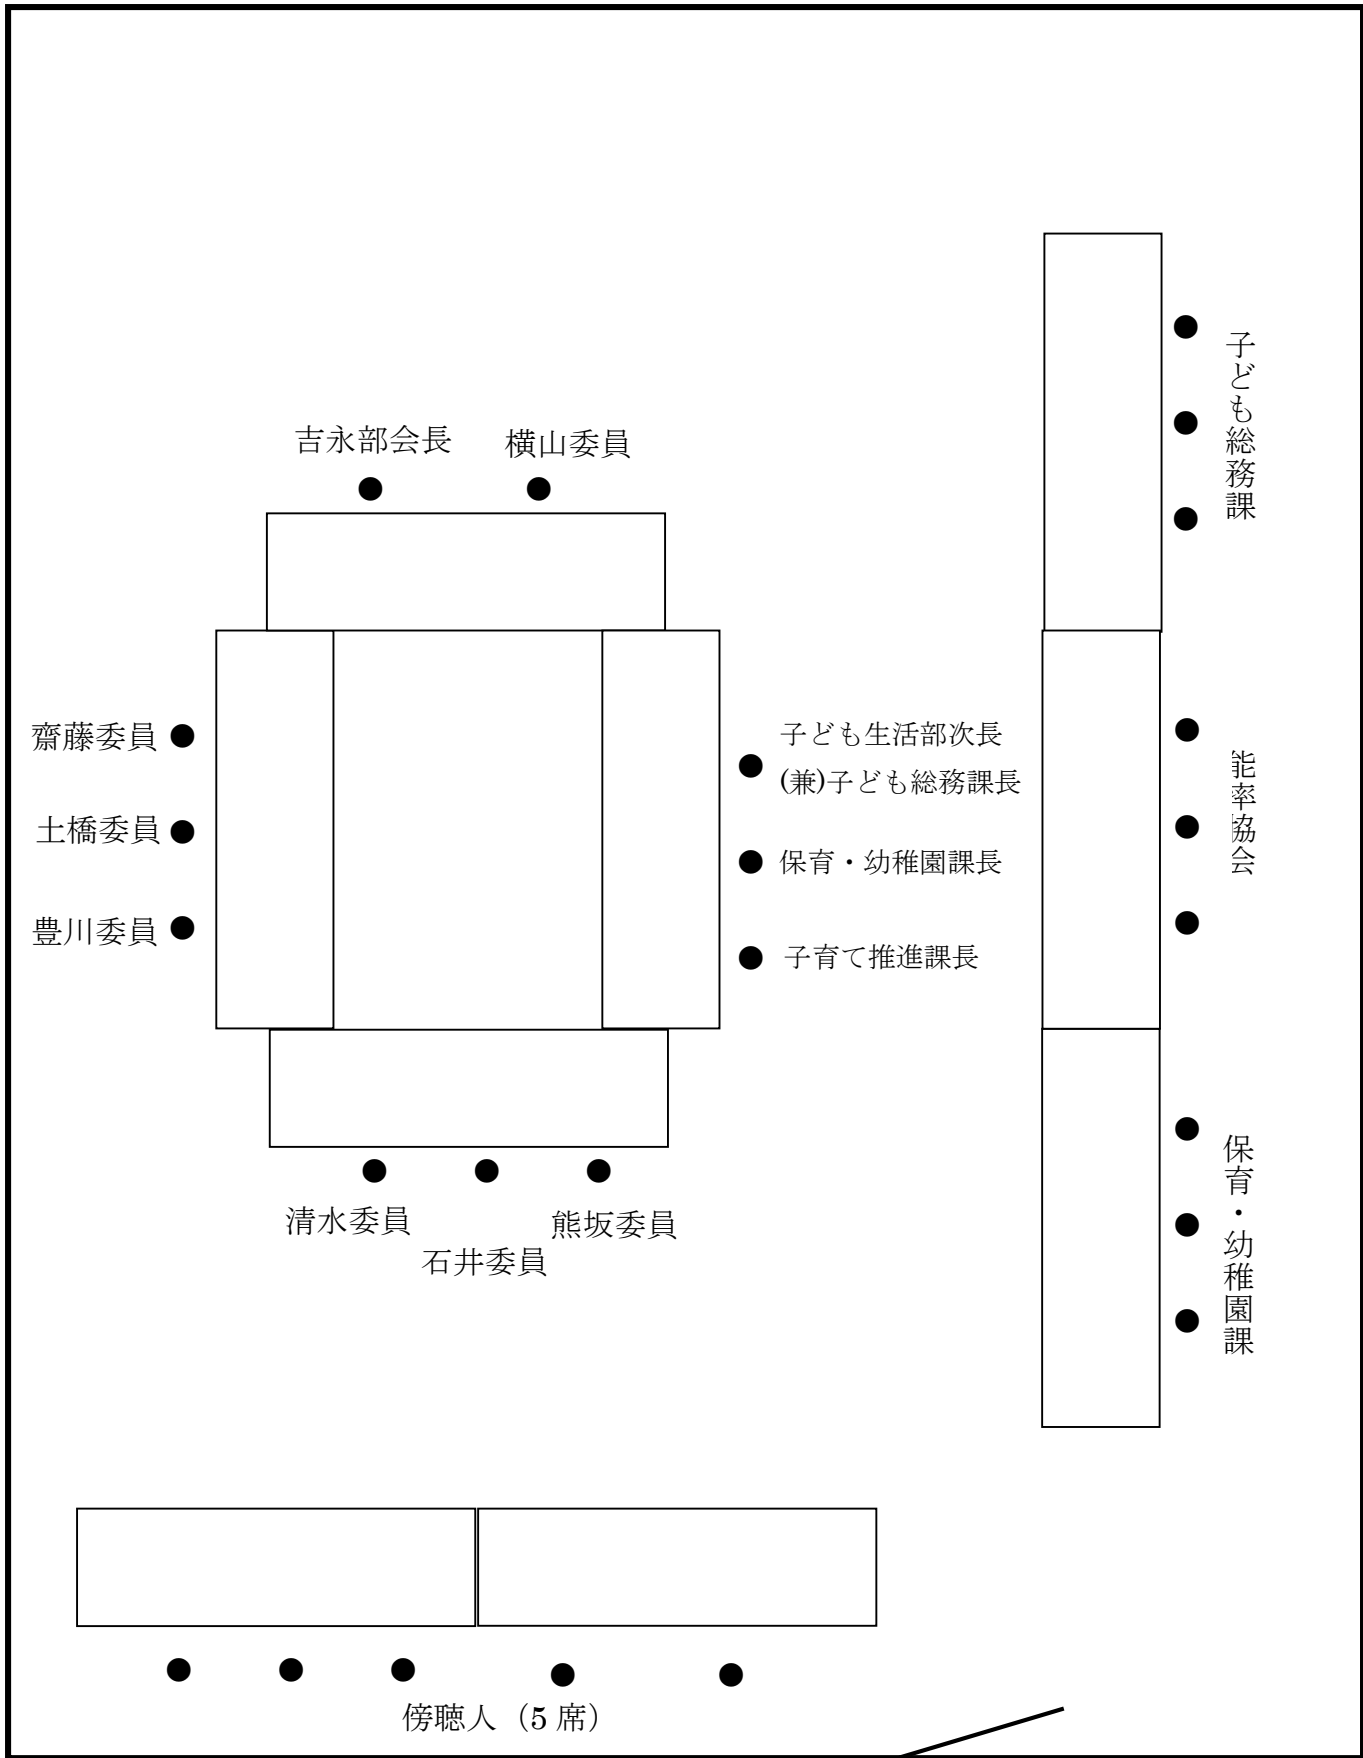 吉永部会長
横山委員
齋藤委員
土橋委員
豊川委員
子ども生活部次長
(兼)子ども総務課長
保育・幼稚園課長
子育て推進課長
清水委員
石井委員
熊坂委員
子ども総務課
能率協会
保育・幼稚園課
傍聴人（5 席）